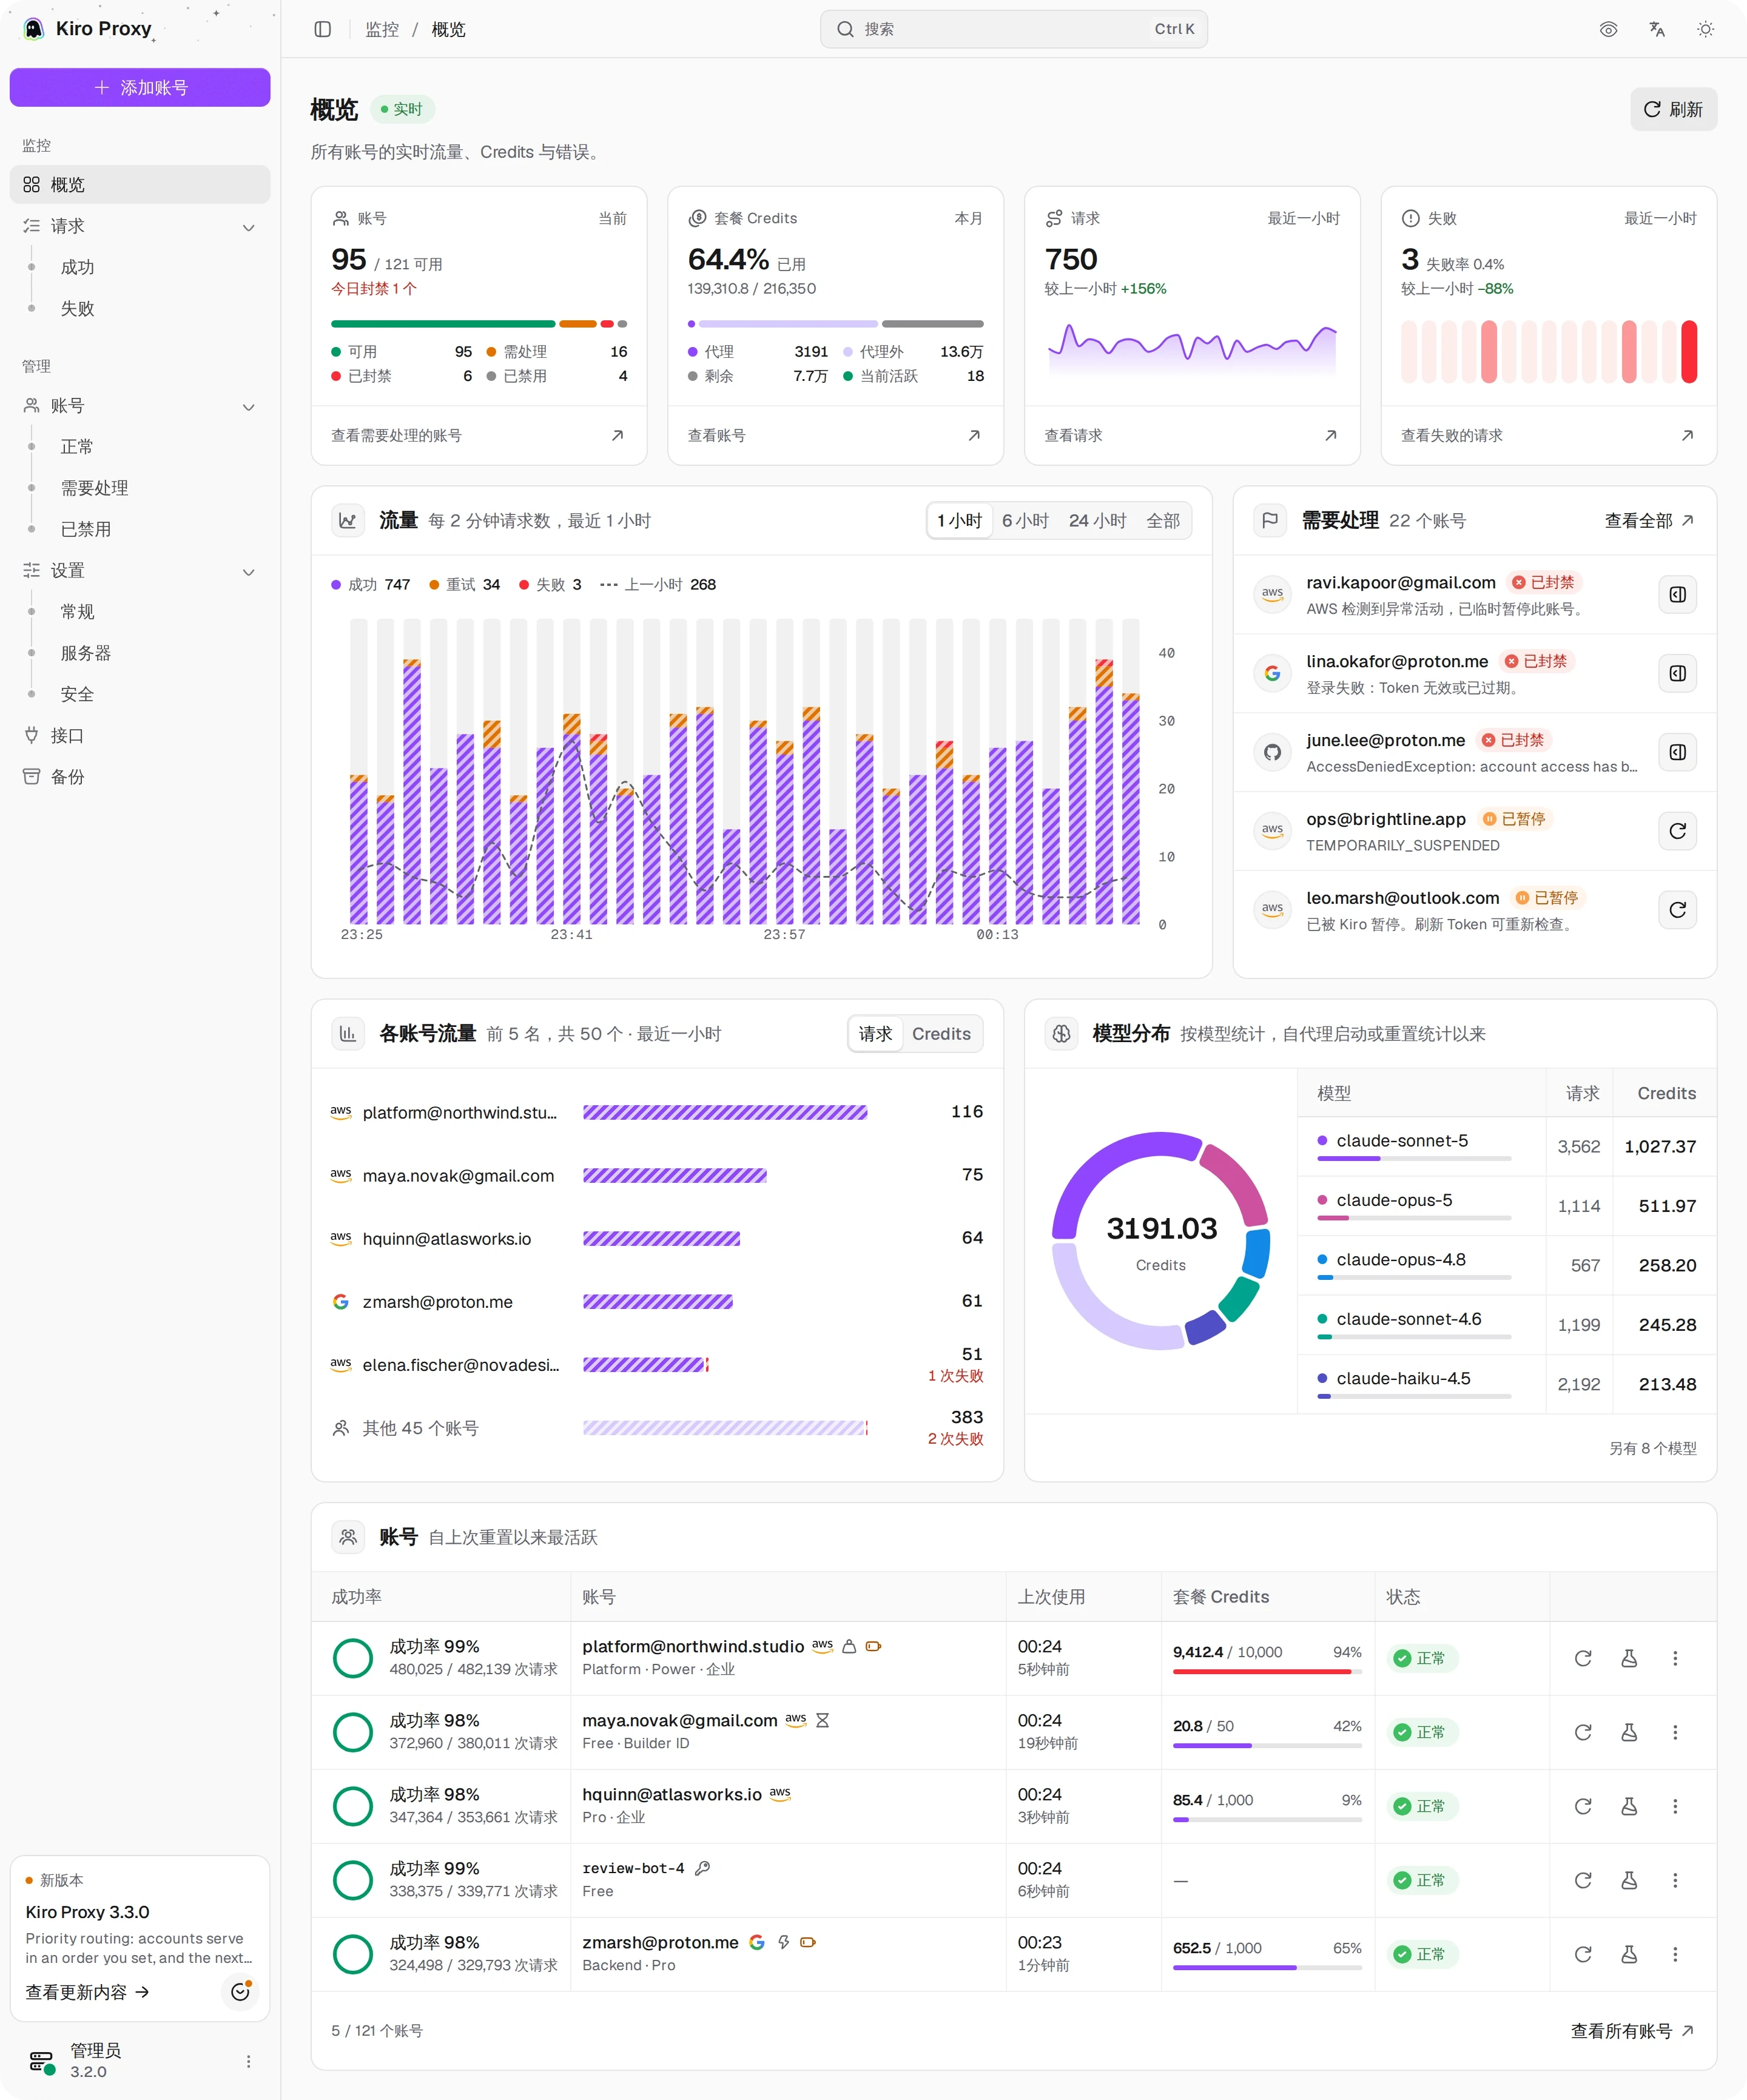 Kiro Proxy
监控 / 概览
搜索
Ctrl K
添加账号
监控
概览
请求
成功
失败
管理
账号
正常
需要处理
已禁用
设置
常规
服务器
安全
接口
备份
新版本
Kiro Proxy 3.3.0
Priority routing: accounts serve
in an order you set, and the next...
查看更新内容
管理员
3.2.0
概览
实时
刷新
所有账号的实时流量、Credits 与错误。
账号 当前
95 / 121 可用
今日封禁 1 个
可用 95 需处理 16
已封禁 6 已禁用 4
查看需要处理的账号
套餐 Credits 本月
64.4% 已用
139,310.8 / 216,350
代理 3191 代理外 13.6万
剩余 7.7万 当前活跃 18
查看账号
请求 最近一小时
750
较上一小时 +156%
查看请求
失败 最近一小时
3 失败率 0.4%
较上一小时 -88%
查看失败的请求
流量 每 2 分钟请求数，最近 1 小时
1 小时 6 小时 24 小时 全部
成功 747 重试 34 失败 3 上一小时 268
40
30
20
10
0
23:25 23:41 23:57 00:13
需要处理 22 个账号 查看全部
aws
ravi.kapoor@gmail.com 已封禁
AWS 检测到异常活动，已临时暂停此账号。
lina.okafor@proton.me 已封禁
登录失败：Token 无效或已过期。
june.lee@proton.me 已封禁
AccessDeniedException: account access has b...
aws
ops@brightline.app 已暂停
TEMPORARILY_SUSPENDED
aws
leo.marsh@outlook.com 已暂停
已被 Kiro 暂停。刷新 Token 可重新检查。
各账号流量 前 5 名，共 50 个 · 最近一小时
请求 Credits
aws platform@northwind.stu... 116
aws maya.novak@gmail.com 75
aws hquinn@atlasworks.io 64
zmarsh@proton.me 61
aws elena.fischer@novadesi... 51
1 次失败
其他 45 个账号 383
2 次失败
模型分布 按模型统计，自代理启动或重置统计以来
3191.03
Credits
模型 请求 Credits
claude-sonnet-5 3,562 1,027.37
claude-opus-5 1,114 511.97
claude-opus-4.8 567 258.20
claude-sonnet-4.6 1,199 245.28
claude-haiku-4.5 2,192 213.48
另有 8 个模型
账号 自上次重置以来最活跃
成功率 账号 上次使用 套餐 Credits 状态
成功率 99% platform@northwind.studio aws 00:24 9,412.4 / 10,000 94% 正常
480,025 / 482,139 次请求 Platform · Power · 企业 5秒钟前
成功率 98% maya.novak@gmail.com aws 00:24 20.8 / 50 42% 正常
372,960 / 380,011 次请求 Free · Builder ID 19秒钟前
成功率 98% hquinn@atlasworks.io aws 00:24 85.4 / 1,000 9% 正常
347,364 / 353,661 次请求 Pro · 企业 3秒钟前
成功率 99% review-bot-4 00:24 — 正常
338,375 / 339,771 次请求 Free 6秒钟前
成功率 98% zmarsh@proton.me 00:23 652.5 / 1,000 65% 正常
324,498 / 329,793 次请求 Backend · Pro 1分钟前
5 / 121 个账号 查看所有账号